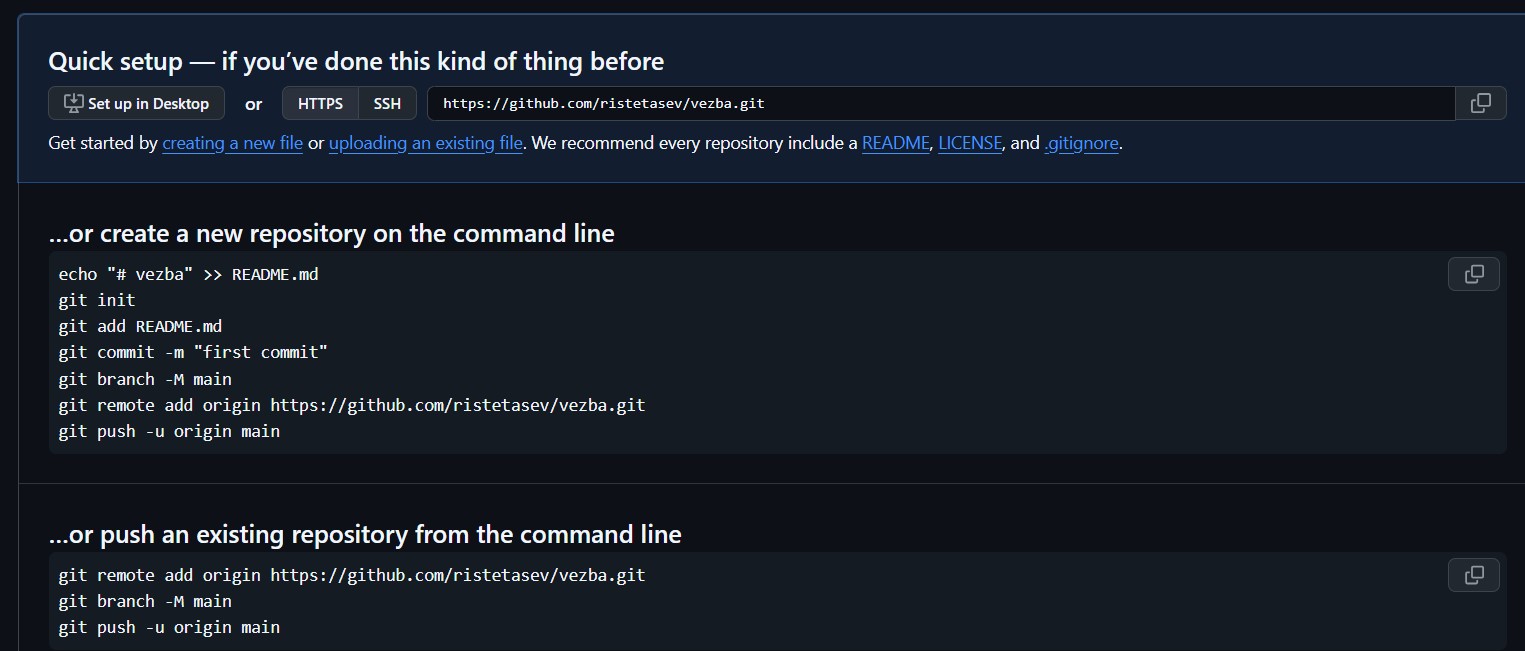 Quick setup — if you've done this kind of thing before
Set up in Desktop or HTTPS SSH https://github.com/ristetasev/vezba.git
Get started by creating a new file or uploading an existing file. We recommend every repository include a README, LICENSE, and .gitignore.
...or create a new repository on the command line
echo "# vezba" >> README.md
git init
git add README.md
git commit -m "first commit"
git branch -M main
git remote add origin https://github.com/ristetasev/vezba.git
git push -u origin main
...or push an existing repository from the command line
git remote add origin https://github.com/ristetasev/vezba.git
git branch -M main
git push -u origin main